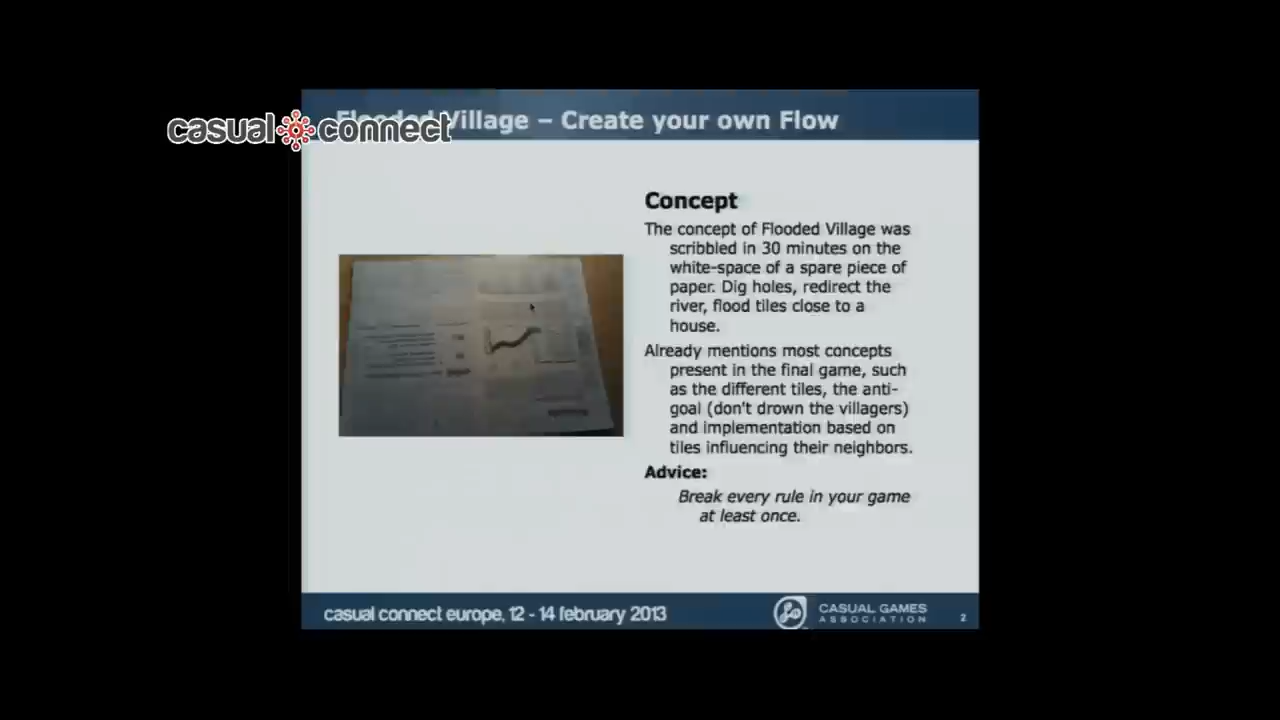 casual connect
Flooded Village – Create your own Flow
Concept
The concept of Flooded Village was
scribbled in 30 minutes on the
white-space of a spare piece of
paper. Dig holes, redirect the
river, flood tiles close to a
house.
Already mentions most concepts
present in the final game, such
as the different tiles, the anti-
goal (don't drown the villagers)
and implementation based on
tiles influencing their neighbors.
Advice:
Break every rule in your game
at least once.
casual connect europe, 12 - 14 february 2013
CASUAL GAMES
ASSOCIATION
2